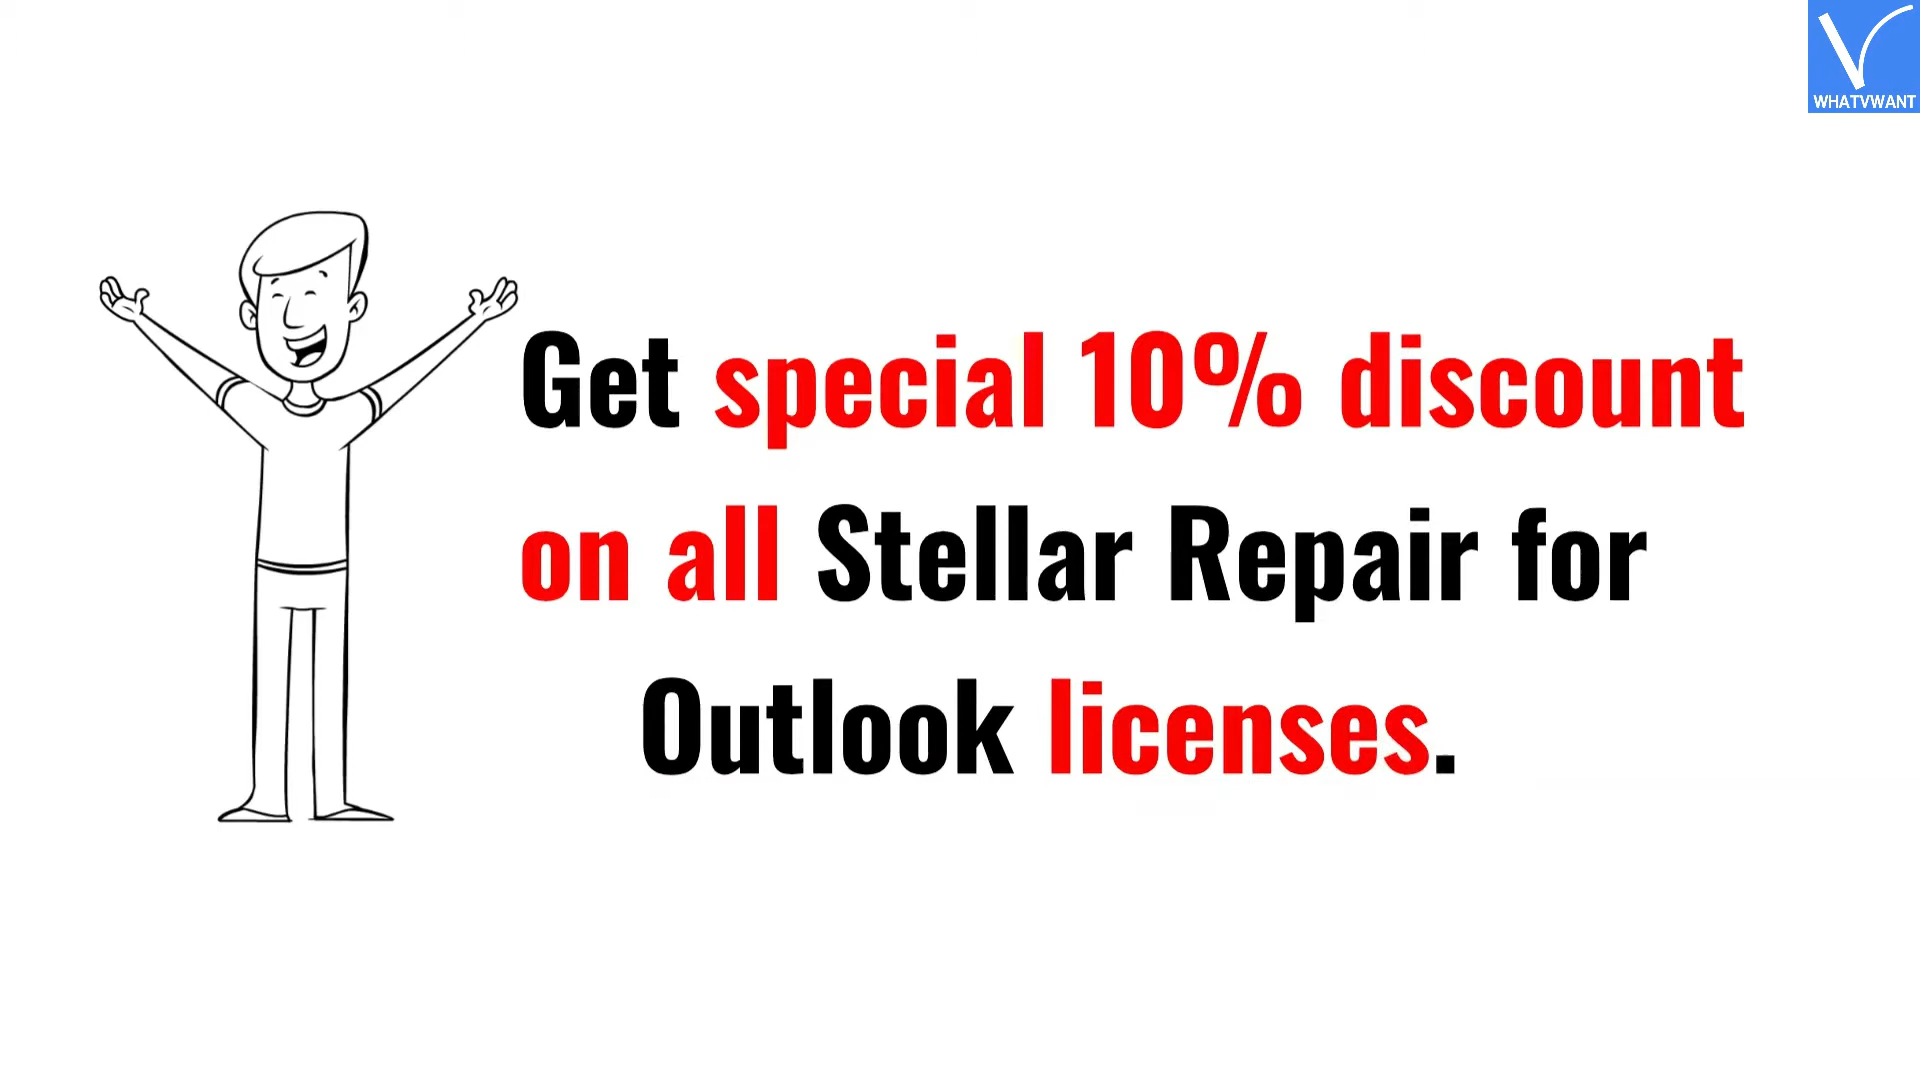 WHATVWANT
Get special 10% discount
on all Stellar Repair for
Outlook licenses.